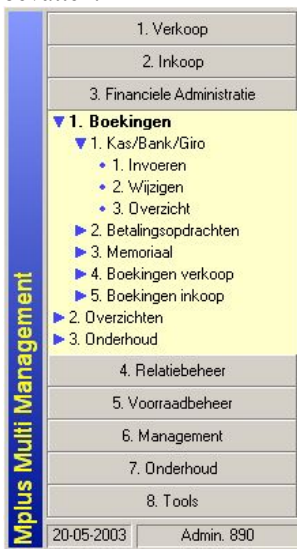 1. Verkoop
2. Inkoop
3. Financiele Administratie
1. Boekingen
1. Kas/Bank/Giro
1. Invoeren
2. Wijzigen
3. Overzicht
2. Betalingsopdrachten
3. Memoriaal
4. Boekingen verkoop
5. Boekingen inkoop
2. Overzichten
3. Onderhoud
4. Relatiebeheer
5. Voorraadbeheer
6. Management
7. Onderhoud
8. Tools
Mplus Multi Management
20-05-2003 Admin. 890